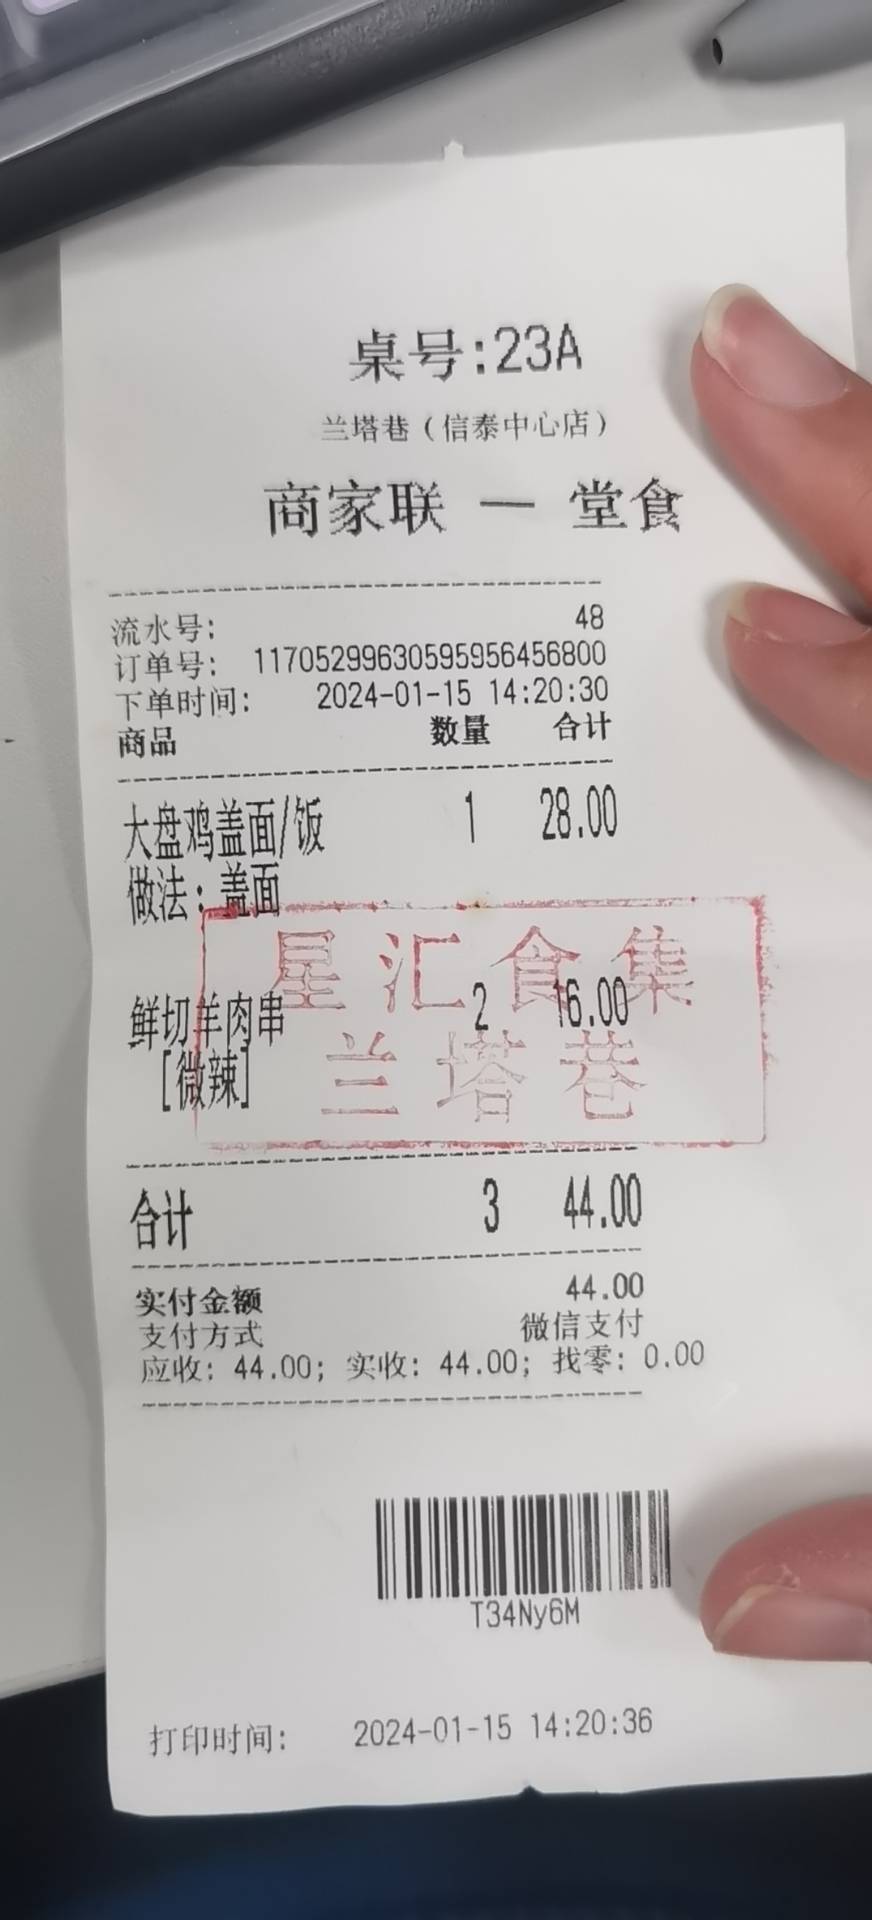 桌号:23A
兰塔巷（信泰中心店）
商家联 一 堂食
流水号: 48
订单号: 11705299630595956456800
下单时间: 2024-01-15 14:20:30
商品 数量 合计
大盘鸡盖面/饭 1 28.00
做法：盖面
星汇食集
鲜切羊肉串 2 16.00
兰塔巷
[微辣]
合计 3 44.00
实付金额 44.00
支付方式 微信支付
应收: 44.00; 实收: 44.00; 找零: 0.00
T34Ny6M
打印时间: 2024-01-15 14:20:36